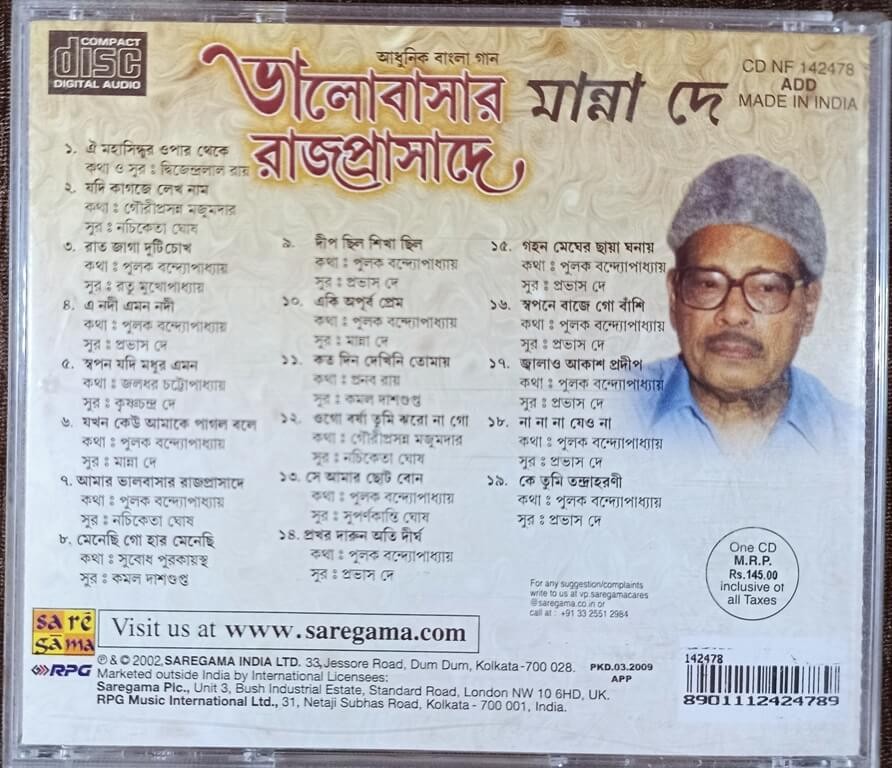 COMPACT
disc
DIGITAL AUDIO
আধুনিক বাংলা গান
ভালোবাসার
রাজপ্রাসাদে
মান্না দে
CD NF 142478
ADD
MADE IN INDIA
১. ঐ মহাসিন্ধুর ওপার থেকে
কথা ও সুর : দ্বিজেন্দ্রলাল রায়
২. যদি কাগজে লেখ নাম
কথা : গৌরীপ্রসন্ন মজুমদার
সুর : নচিকেতা ঘোষ
৩. রাত জাগা দুটি চোখ
কথা : পুলক বন্দ্যোপাধ্যায়
সুর : রতু মুখোপাধ্যায়
৪. এ নদী এমন নদী
কথা : পুলক বন্দ্যোপাধ্যায়
সুর : প্রভাস দে
৫. স্বপন যদি মধুর এমন
কথা : জলধর চট্টোপাধ্যায়
সুর : কৃষ্ণচন্দ্র দে
৬. যখন কেউ আমাকে পাগল বলে
কথা : পুলক বন্দ্যোপাধ্যায়
সুর : মান্না দে
৭. আমার ভালবাসার রাজপ্রাসাদে
কথা : পুলক বন্দ্যোপাধ্যায়
সুর : নচিকেতা ঘোষ
৮. মেনেছি গো হার মেনেছি
কথা : সুবোধ পুরকায়স্থ
সুর : কমল দাশগুপ্ত
৯. দীপ ছিল শিখা ছিল
কথা : পুলক বন্দ্যোপাধ্যায়
সুর : প্রভাস দে
১০. একি অপূর্ব প্রেম
কথা : পুলক বন্দ্যোপাধ্যায়
সুর : মান্না দে
১১. কত দিন দেখিনি তোমায়
কথা : প্রনব রায়
সুর : কমল দাশগুপ্ত
১২. ওগো বর্ষা তুমি ঝরো না গো
কথা : গৌরীপ্রসন্ন মজুমদার
সুর : নচিকেতা ঘোষ
১৩. সে আমার ছোট বোন
কথা : পুলক বন্দ্যোপাধ্যায়
সুর : সুপর্ণকান্তি ঘোষ
১৪. প্রখর দারুন অতি দীর্ঘ
কথা : পুলক বন্দ্যোপাধ্যায়
সুর : প্রভাস দে
১৫. গহন মেঘের ছায়া ঘনায়
কথা : পুলক বন্দ্যোপাধ্যায়
সুর : প্রভাস দে
১৬. স্বপনে বাজে গো বাঁশি
কথা : পুলক বন্দ্যোপাধ্যায়
সুর : প্রভাস দে
১৭. জ্বালাও আকাশ প্রদীপ
কথা : পুলক বন্দ্যোপাধ্যায়
সুর : প্রভাস দে
১৮. না না না যেও না
কথা : পুলক বন্দ্যোপাধ্যায়
সুর : প্রভাস দে
১৯. কে তুমি তন্দ্রাহরণী
কথা : পুলক বন্দ্যোপাধ্যায়
সুর : প্রভাস দে
One CD
M.R.P.
Rs.145.00
inclusive of
all Taxes
For any suggestion/complaints
write to us at vp.saregamacares
@saregama.co.in or
call at : +91 33 2551 2984
sa rē
gā ma
RPG
Visit us at www.saregama.com
℗ & © 2002, SAREGAMA INDIA LTD. 33, Jessore Road, Dum Dum, Kolkata-700 028.
Marketed outside India by International Licensees:
Saregama Plc., Unit 3, Bush Industrial Estate, Standard Road, London NW 10 6HD, UK.
RPG Music International Ltd., 31, Netaji Subhas Road, Kolkata - 700 001, India.
PKD.03.2009
APP
142478
8901112424789